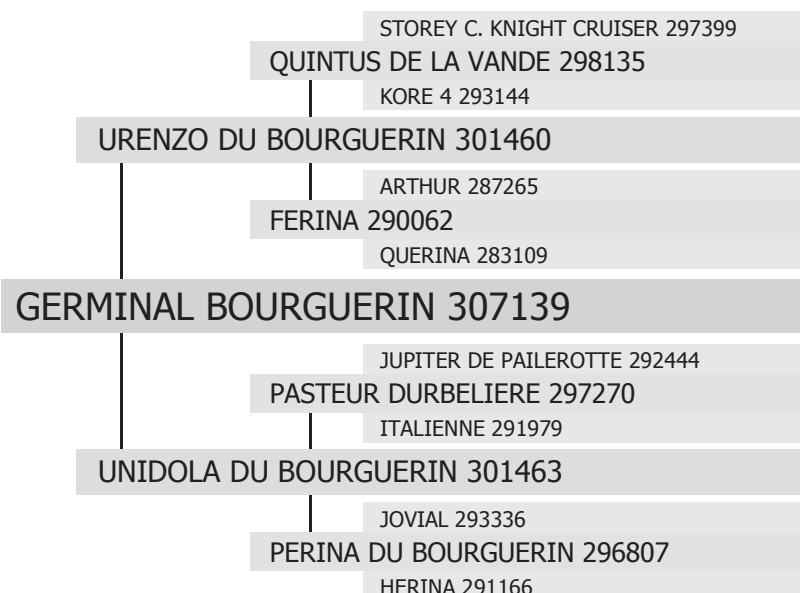 STOREY C. KNIGHT CRUISER 297399
QUINTUS DE LA VANDE 298135
KORE 4 293144
URENZO DU BOURGUERIN 301460
ARTHUR 287265
FERINA 290062
QUERINA 283109
GERMINAL BOURGUERIN 307139
JUPITER DE PAILEROTTE 292444
PASTEUR DURBELIERE 297270
ITALIENNE 291979
UNIDOLA DU BOURGUERIN 301463
JOVIAL 293336
PERINA DU BOURGUERIN 296807
HERINA 291166